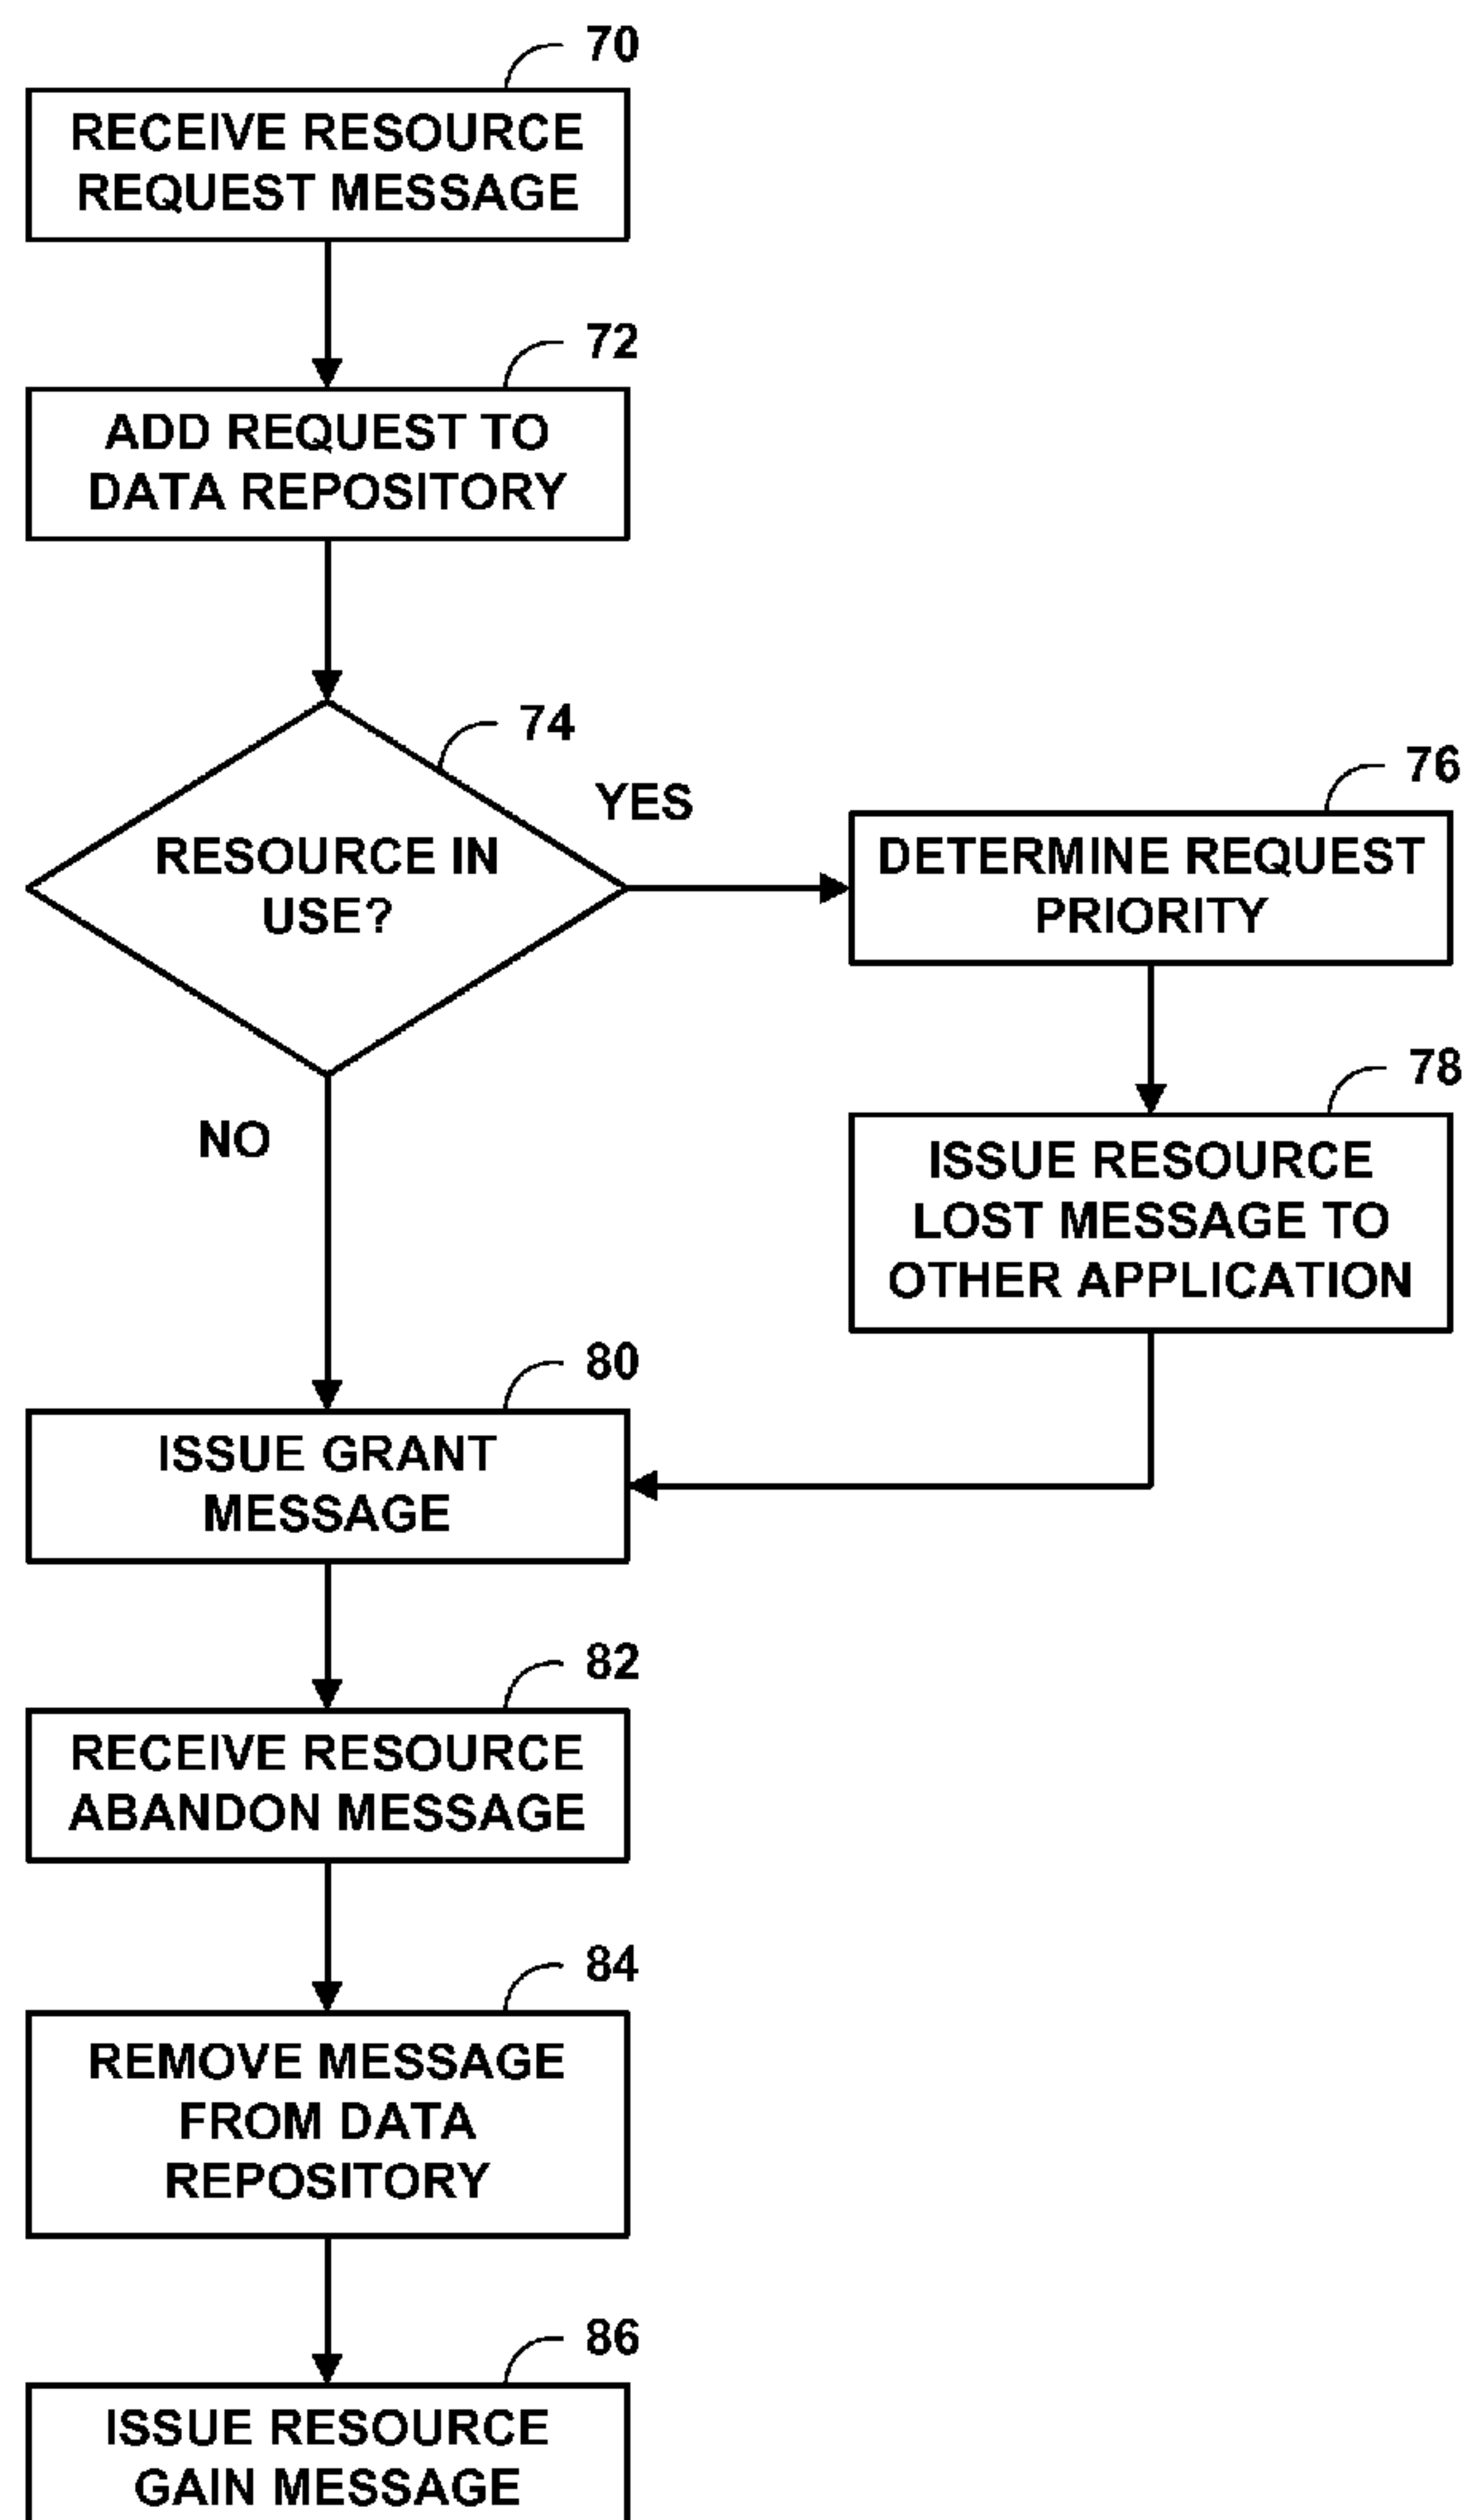 70
RECEIVE RESOURCE
REQUEST MESSAGE
72
ADD REQUEST TO
DATA REPOSITORY
74
RESOURCE IN
USE?
YES
76
DETERMINE REQUEST
PRIORITY
78
ISSUE RESOURCE
LOST MESSAGE TO
OTHER APPLICATION
NO
80
ISSUE GRANT
MESSAGE
82
RECEIVE RESOURCE
ABANDON MESSAGE
84
REMOVE MESSAGE
FROM DATA
REPOSITORY
86
ISSUE RESOURCE
GAIN MESSAGE